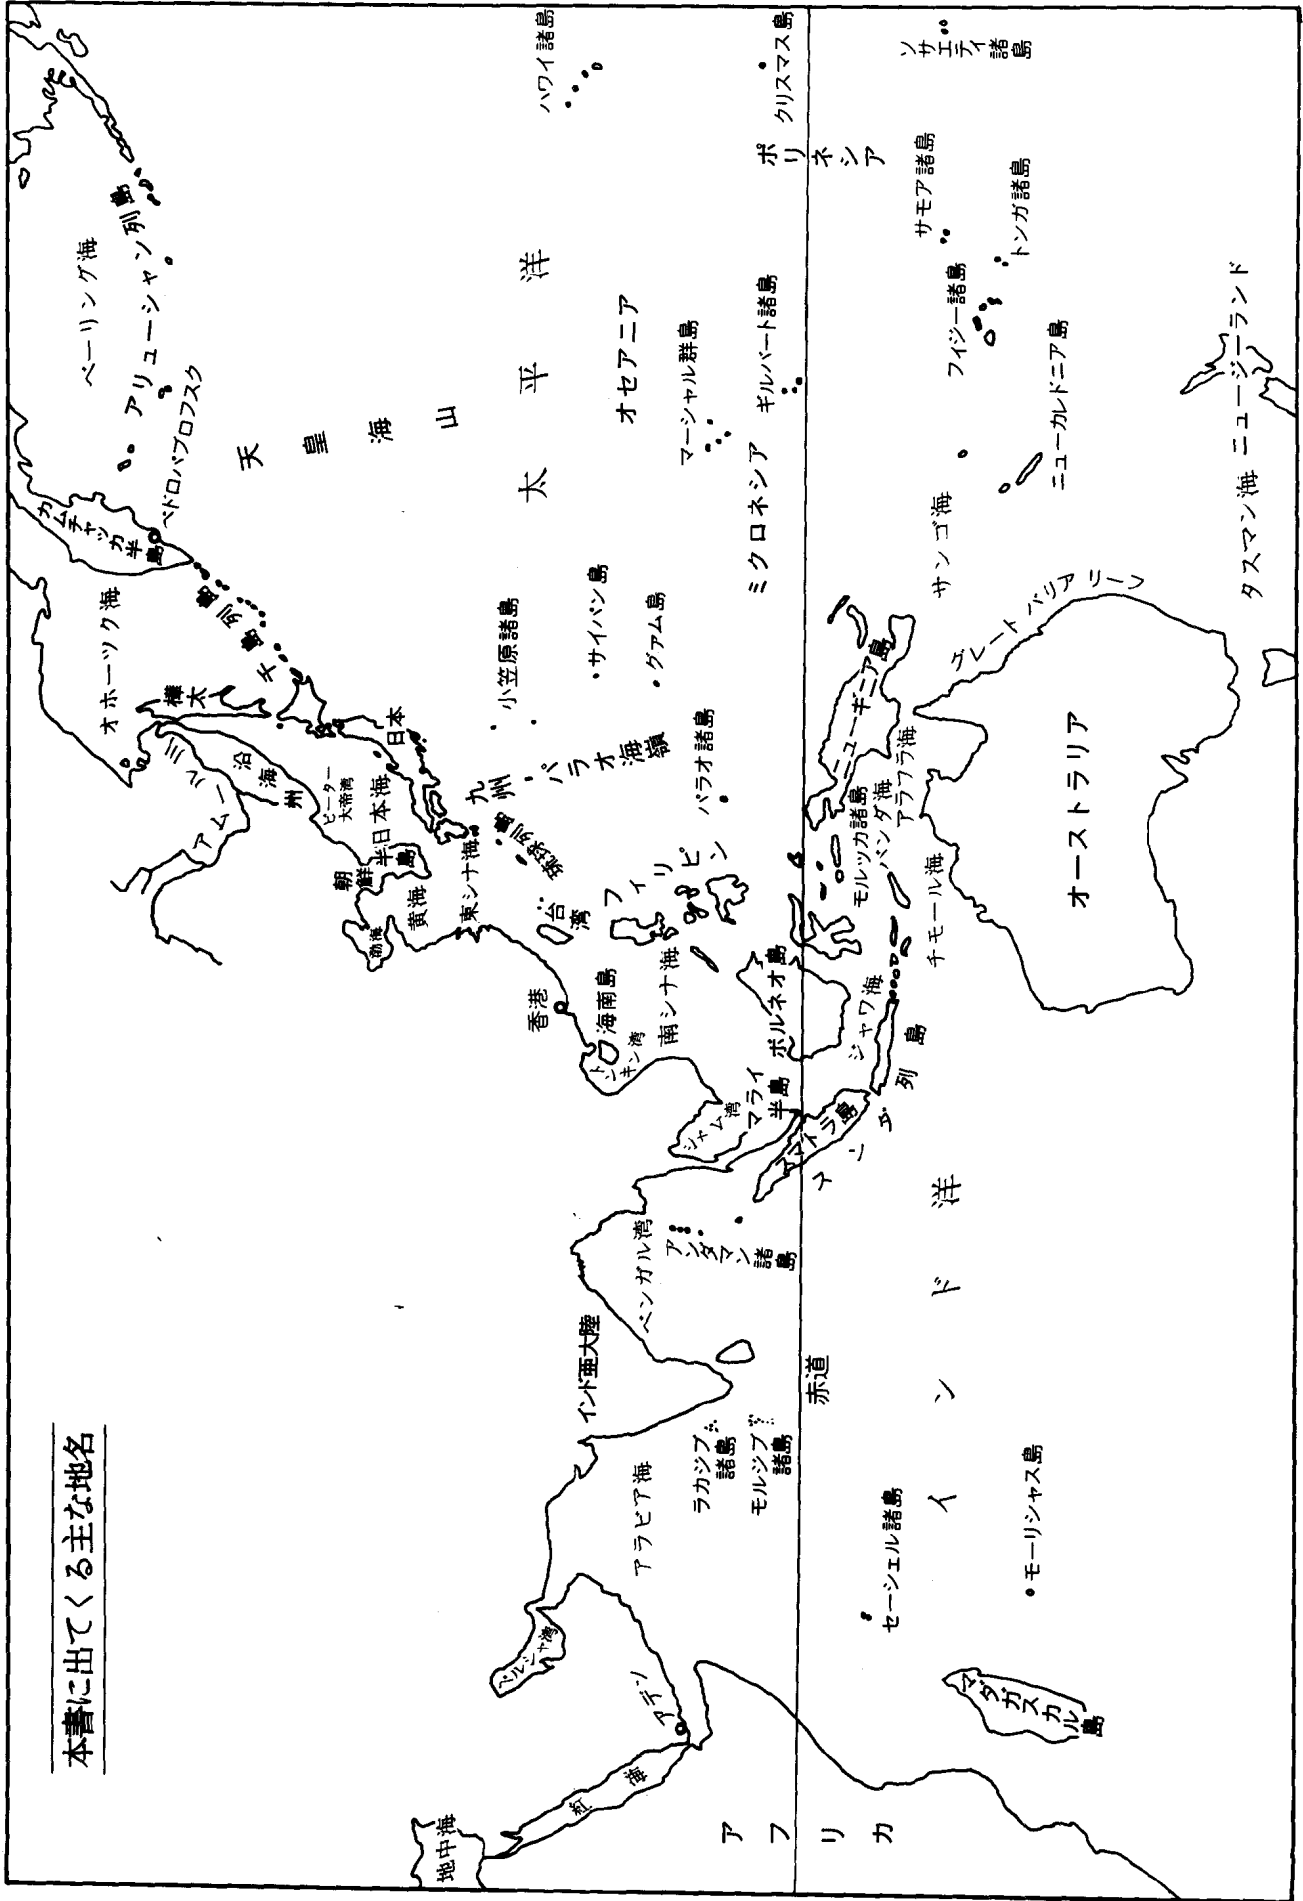 本書に出てくる主な地名
地中海
紅海
アフリカ
アデン
ペルシャ湾
アラビア海
インド亜大陸
ラカジブ諸島
モルジブ諸島
赤道
セーシェル諸島
モーリシャス島
マダガスカル島
インド洋
ベンガル湾
アンダマン諸島
シャム湾
マライ半島
スマトラ島
スンダ列島
トンキン湾
海南島
香港
南シナ海
ボルネオ島
ジャワ海
チモール海
台湾
フィリピン
東シナ海
黄海
渤海
朝鮮半島
日本海
ピーター大帝湾
沿海州
アムール川
樺太
オホーツク海
日本
琉球列島
九州・パラオ海嶺
パラオ諸島
モルッカ諸島
バンダ海
アラフラ海
ニューギニア島
オーストラリア
グレートバリアリーフ
サンゴ海
タスマン海
ニュージーランド
小笠原諸島
サイパン島
グァム島
千島列島
カムチャッカ半島
ペドロパブロフスク
ベーリング海
アリューシャン列島
天皇海山
太平洋
オセアニア
ミクロネシア
マーシャル群島
ギルバート諸島
ニューカレドニア島
フィジー諸島
サモア諸島
トンガ諸島
ポリネシア
ハワイ諸島
クリスマス島
ソサエティ諸島